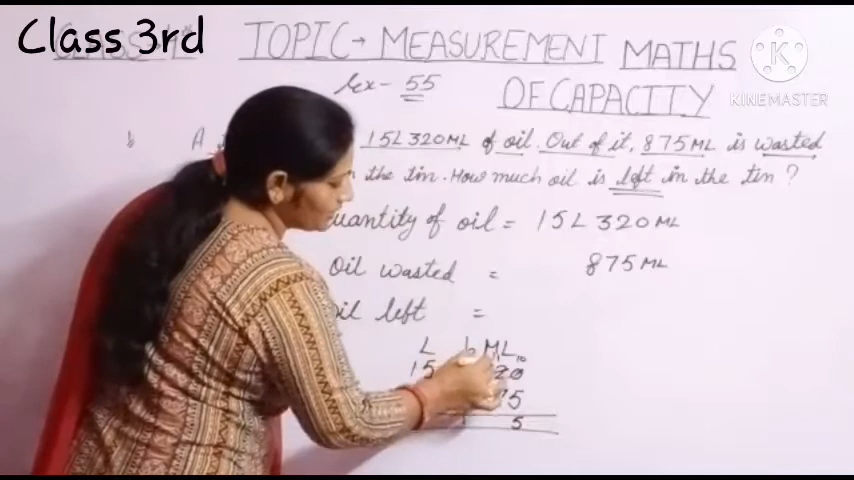 Class 3rd
TOPIC → MEASUREMENT MATHS
Ex - 55
OF CAPACITY
KINEMASTER
b A 15L 320ML of oil. Out of it, 875ML is wasted
the tin. How much oil is left in the tin?
uantity of oil = 15L 320ML
Oil wasted = 875ML
il left =
L ML
10
15 20
75
5